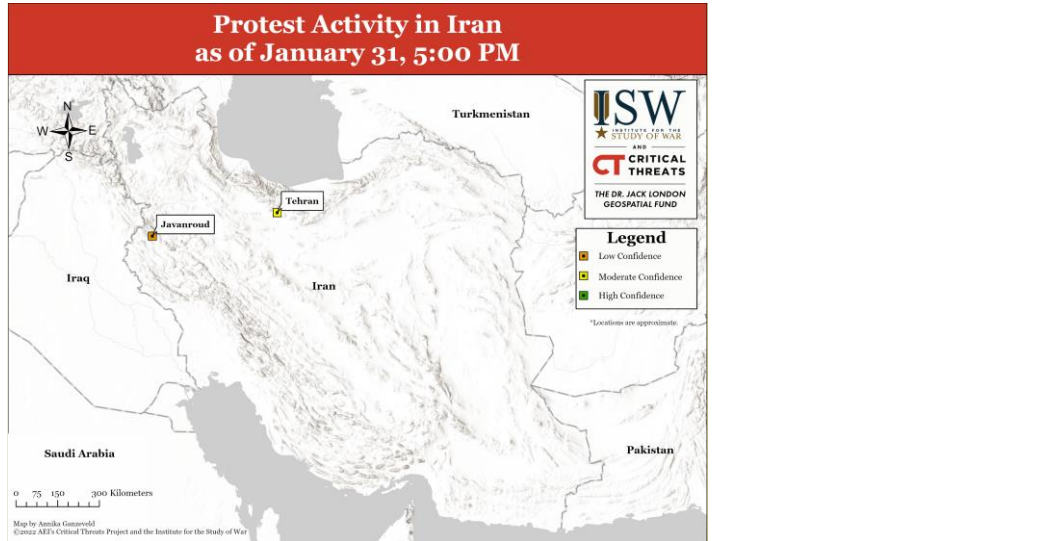 Protest Activity in Iran
as of January 31, 5:00 PM
N
W
E
S
Turkmenistan
ISW
INSTITUTE FOR THE
STUDY OF WAR
AND
CT CRITICAL
THREATS
THE DR. JACK LONDON
GEOSPATIAL FUND
Tehran
Javanroud
Legend
Low Confidence
Moderate Confidence
High Confidence
*Locations are approximate.
Iraq
Iran
Saudi Arabia
Pakistan
0 75 150 300 Kilometers
Map by Annika Ganzeveld
©2022 AEI's Critical Threats Project and the Institute for the Study of War